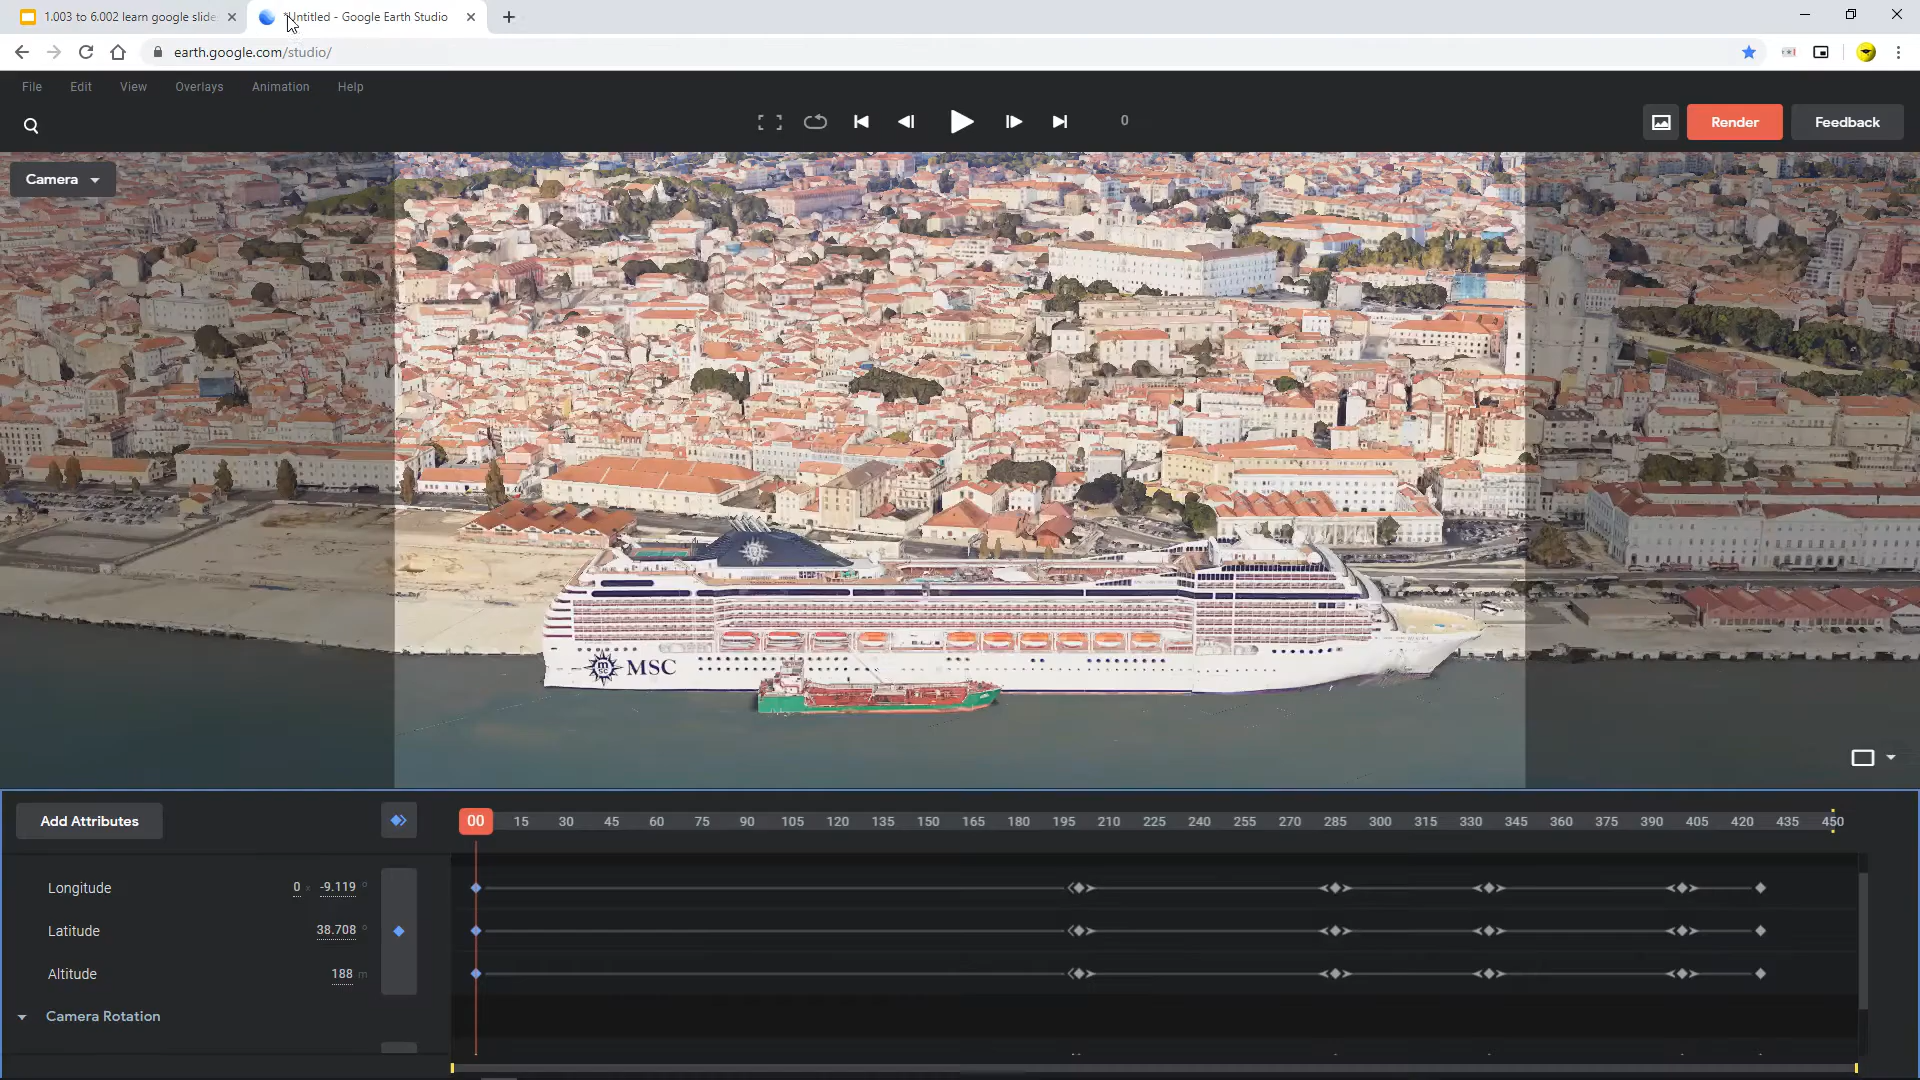 1.003 to 6.002 learn google slide
*Untitled - Google Earth Studio
earth.google.com/studio/
File
Edit
View
Overlays
Animation
Help
0
Render
Feedback
Camera
MSC
Add Attributes
00 15 30 45 60 75 90 105 120 135 150 165 180 195 210 225 240 255 270 285 300 315 330 345 360 375 390 405 420 435 450
Longitude 0 x -9.119 °
Latitude 38.708 °
Altitude 188 m
Camera Rotation